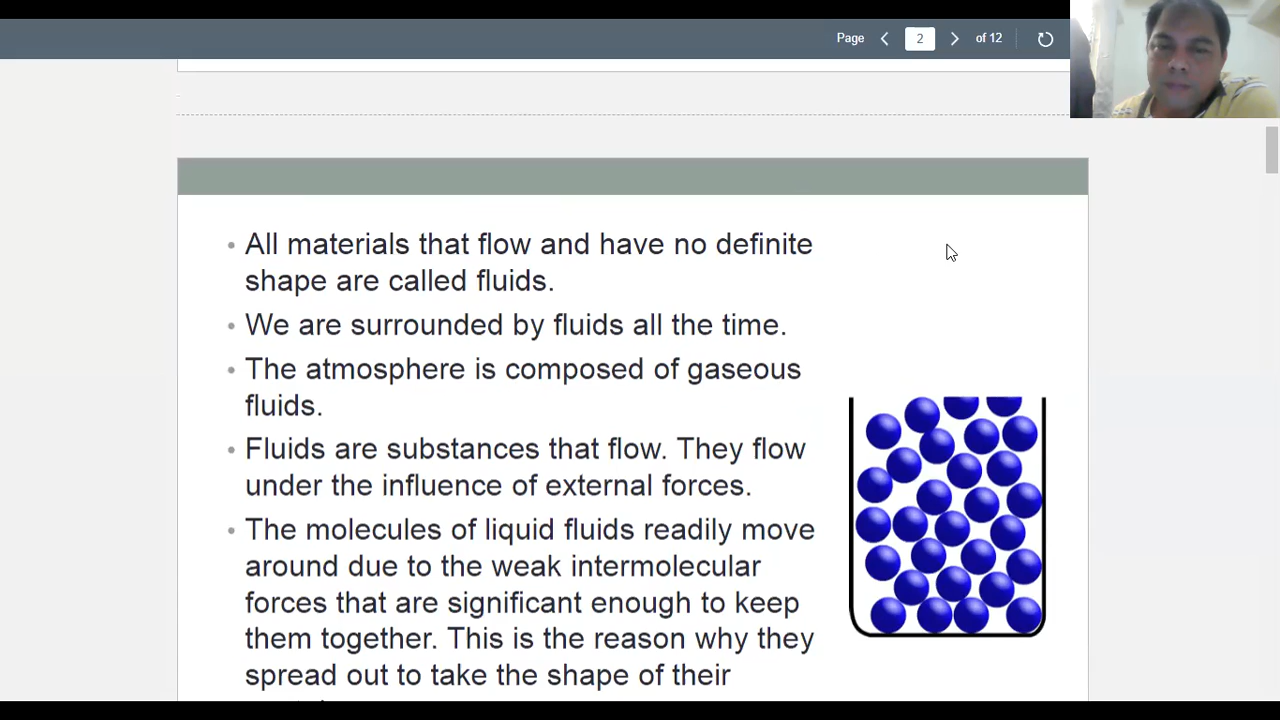 Page 2 of 12
• All materials that flow and have no definite
shape are called fluids.
• We are surrounded by fluids all the time.
• The atmosphere is composed of gaseous
fluids.
• Fluids are substances that flow. They flow
under the influence of external forces.
• The molecules of liquid fluids readily move
around due to the weak intermolecular
forces that are significant enough to keep
them together. This is the reason why they
spread out to take the shape of their